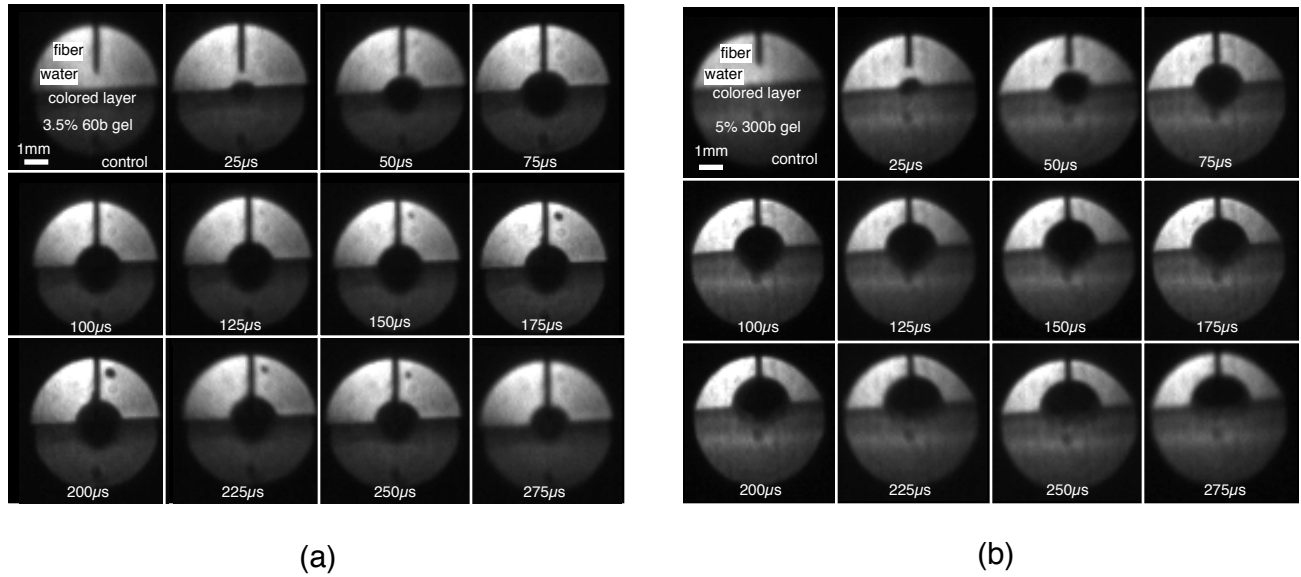 fiber
water
colored layer
3.5% 60b gel
1mm
control
25µs
50µs
75µs
100µs
125µs
150µs
175µs
200µs
225µs
250µs
275µs
(a)
fiber
water
colored layer
5% 300b gel
1mm
control
25µs
50µs
75µs
100µs
125µs
150µs
175µs
200µs
225µs
250µs
275µs
(b)